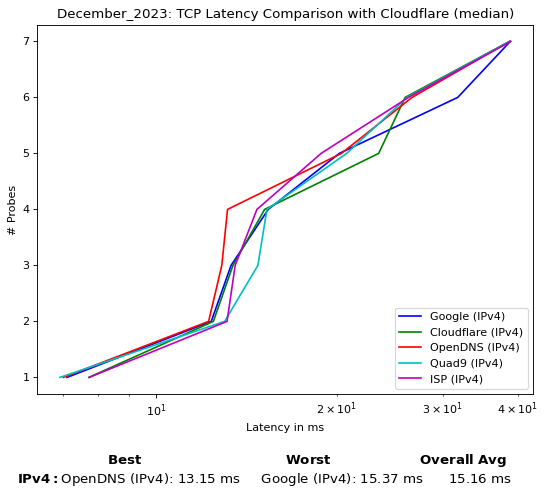 December_2023: TCP Latency Comparison with Cloudflare (median)
7
6
5
4
3
2
1
# Probes
Google (IPv4)
Cloudflare (IPv4)
OpenDNS (IPv4)
Quad9 (IPv4)
ISP (IPv4)
10¹ 2 × 10¹ 3 × 10¹ 4 × 10¹
Latency in ms
Best Worst Overall Avg
IPv4: OpenDNS (IPv4): 13.15 ms Google (IPv4): 15.37 ms 15.16 ms